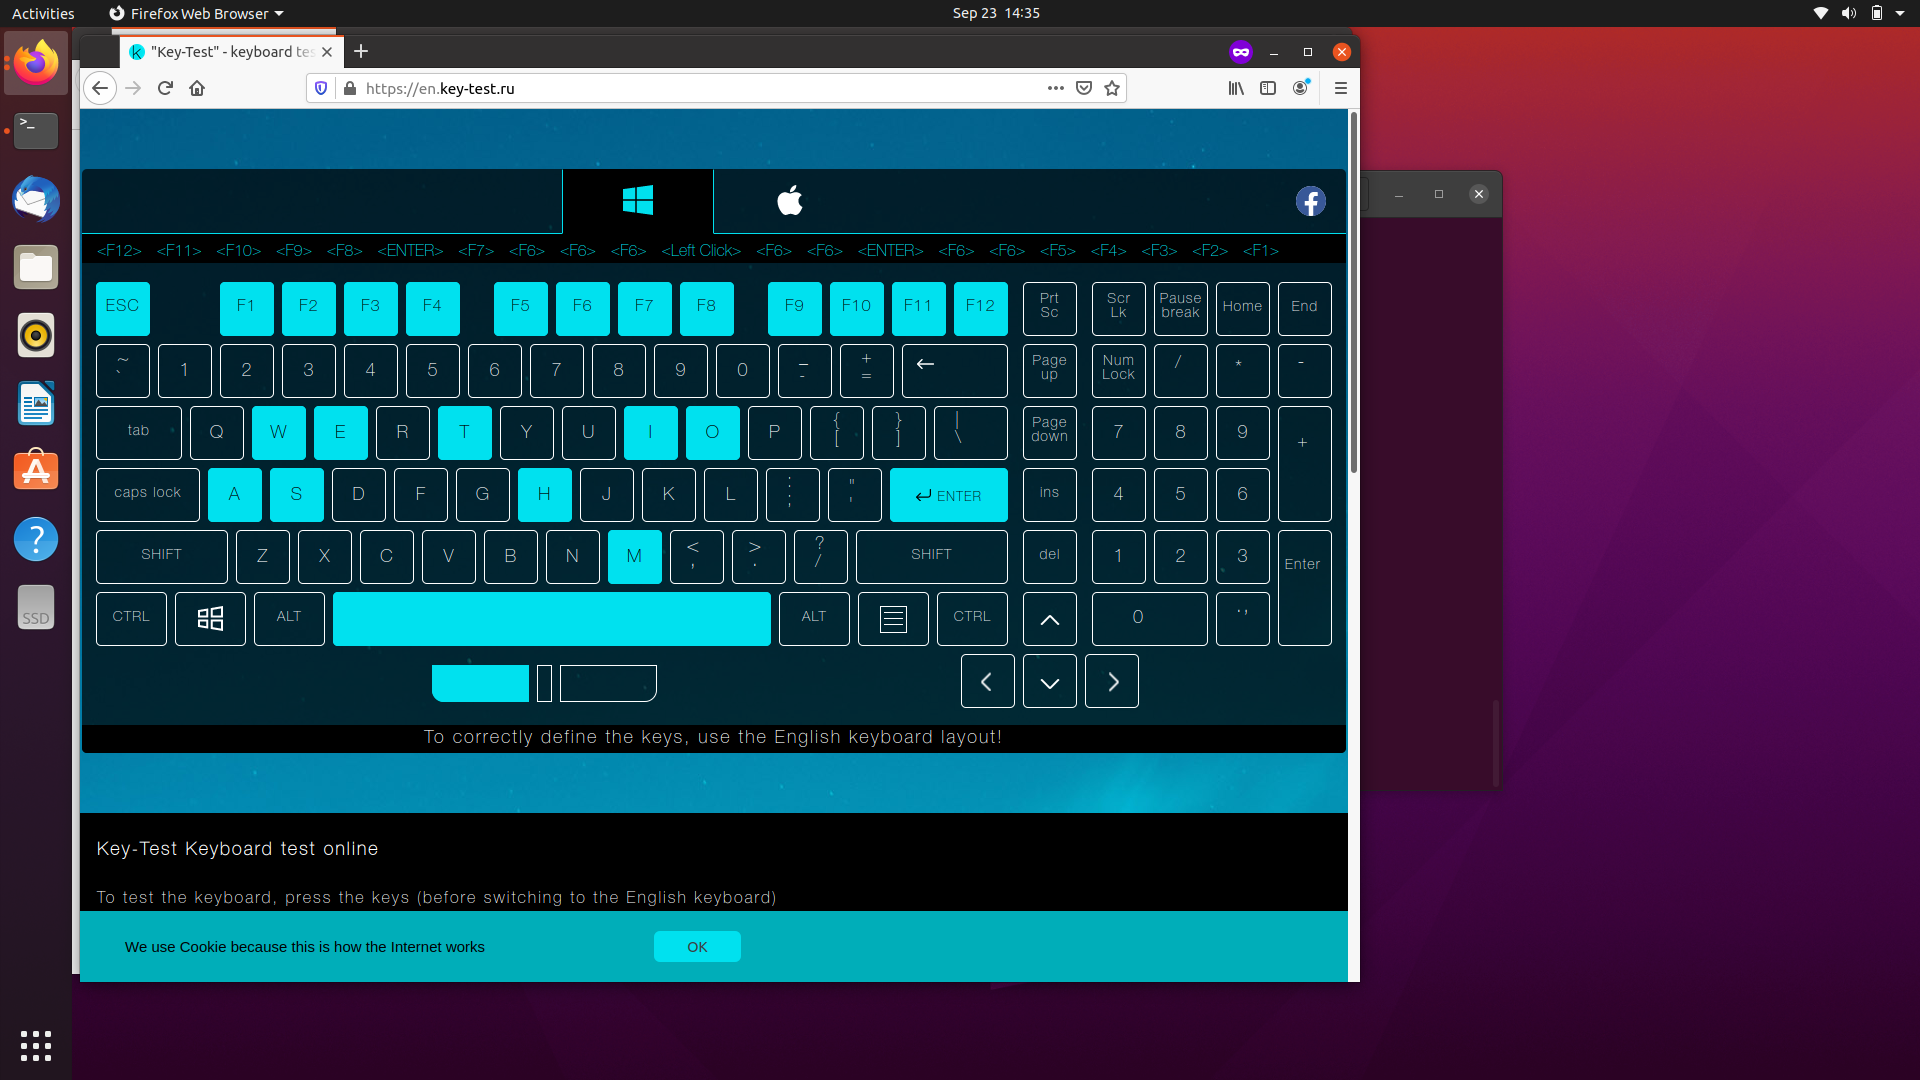 Activities Firefox Web Browser Sep 23 14:35
"Key-Test" - keyboard tes
https://en.key-test.ru
<F12> <F11> <F10> <F9> <F8> <ENTER> <F7> <F6> <F6> <F6> <Left Click> <F6> <F6> <ENTER> <F6> <F6> <F5> <F4> <F3> <F2> <F1>
ESC F1 F2 F3 F4 F5 F6 F7 F8 F9 F10 F11 F12 Prt Sc Scr Lk Pause break Home End
~ ` 1 2 3 4 5 6 7 8 9 0 _ - + = ← Page up Num Lock / * -
tab Q W E R T Y U I O P { [ } ] | \ Page down 7 8 9 +
caps lock A S D F G H J K L : ; " ' ENTER ins 4 5 6
SHIFT Z X C V B N M < , > . ? / SHIFT del 1 2 3 Enter
CTRL ALT ALT CTRL 0 . ,
To correctly define the keys, use the English keyboard layout!
Key-Test Keyboard test online
To test the keyboard, press the keys (before switching to the English keyboard)
We use Cookie because this is how the Internet works OK
SSD